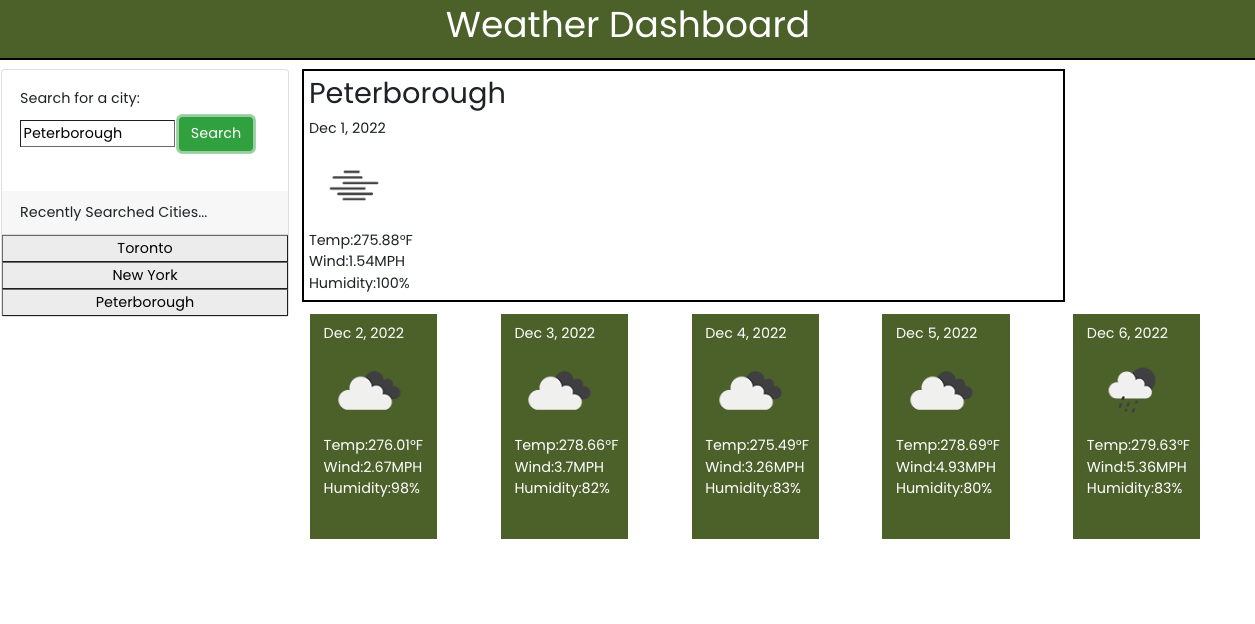 Weather Dashboard
Search for a city:
Peterborough
Search
Recently Searched Cities...
Toronto
New York
Peterborough
Peterborough
Dec 1, 2022
Temp:275.88°F
Wind:1.54MPH
Humidity:100%
Dec 2, 2022
Temp:276.01°F
Wind:2.67MPH
Humidity:98%
Dec 3, 2022
Temp:278.66°F
Wind:3.7MPH
Humidity:82%
Dec 4, 2022
Temp:275.49°F
Wind:3.26MPH
Humidity:83%
Dec 5, 2022
Temp:278.69°F
Wind:4.93MPH
Humidity:80%
Dec 6, 2022
Temp:279.63°F
Wind:5.36MPH
Humidity:83%